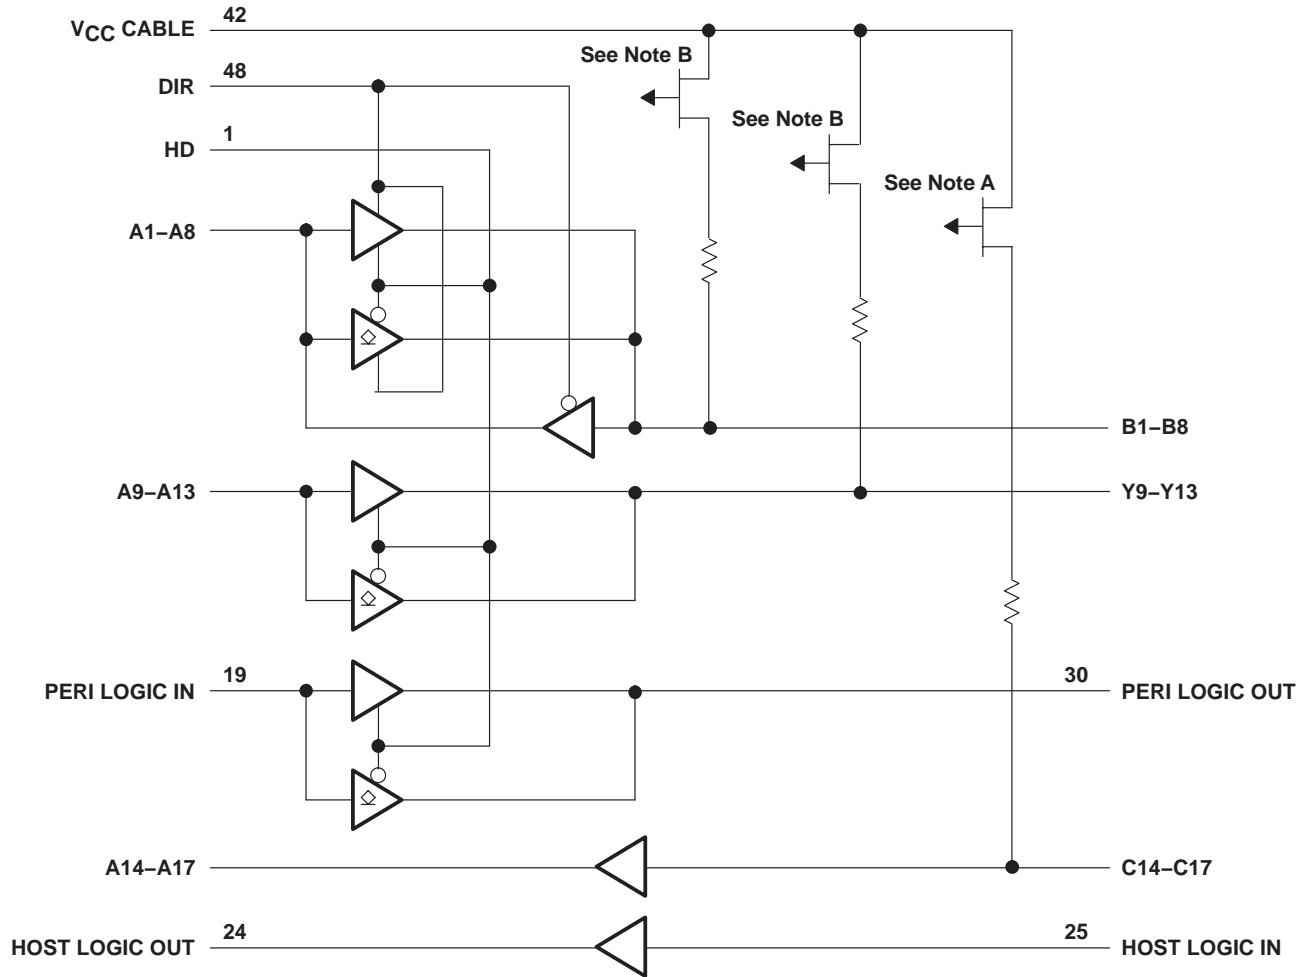 VCC CABLE 42
See Note B
DIR 48
See Note B
HD 1
See Note A
A1–A8
B1–B8
A9–A13
Y9–Y13
PERI LOGIC IN 19
30 PERI LOGIC OUT
A14–A17
C14–C17
HOST LOGIC OUT 24
25 HOST LOGIC IN